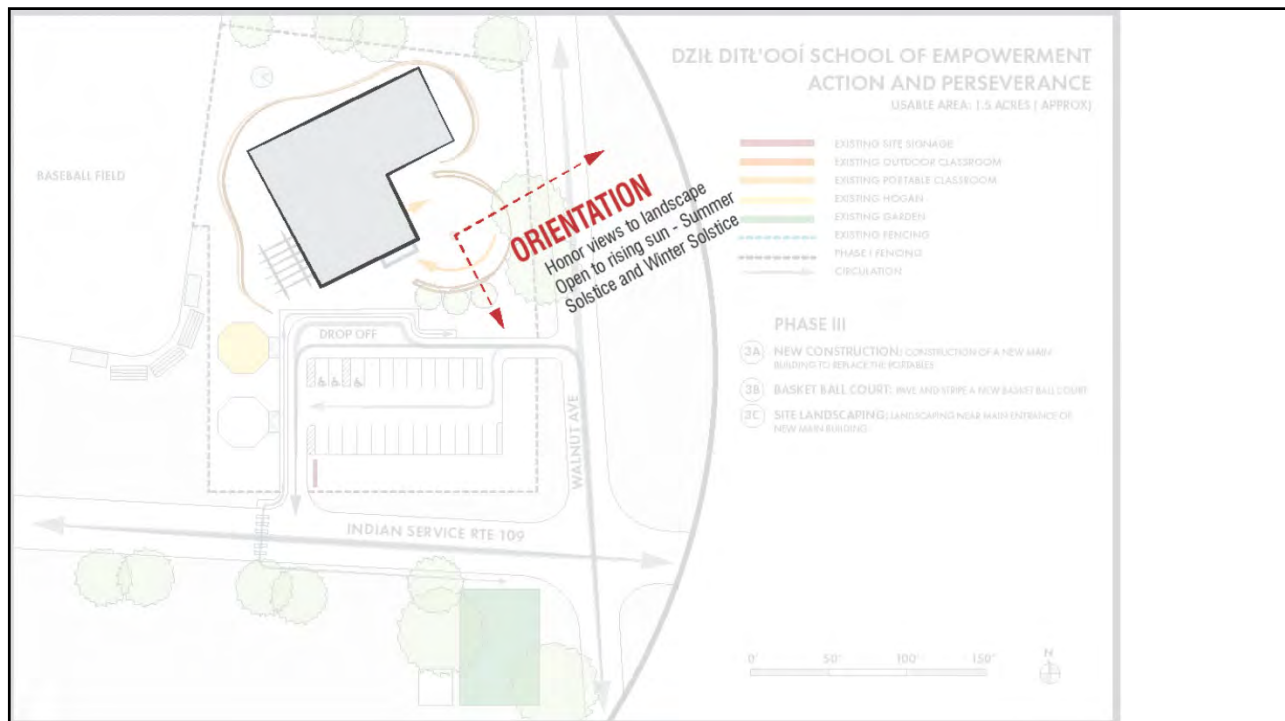 DZIŁ DITŁ'OOÍ SCHOOL OF EMPOWERMENT
ACTION AND PERSEVERANCE
USABLE AREA: 1.5 ACRES ( APPROX)
EXISTING SITE SIGNAGE
EXISTING OUTDOOR CLASSROOM
EXISTING PORTABLE CLASSROOM
EXISTING HOGAN
EXISTING GARDEN
EXISTING FENCING
PHASE I FENCING
CIRCULATION
BASEBALL FIELD
ORIENTATION
Honor views to landscape
Open to rising sun - Summer
Solstice and Winter Solstice
DROP OFF
WALNUT AVE
INDIAN SERVICE RTE 109
PHASE III
3A NEW CONSTRUCTION: CONSTRUCTION OF A NEW MAIN
BUILDING TO REPLACE THE PORTABLES
3B BASKET BALL COURT: PAVE AND STRIPE A NEW BASKET BALL COURT
3C SITE LANDSCAPING: LANDSCAPING NEAR MAIN ENTRANCE OF
NEW MAIN BUILDING
0' 50' 100' 150'
N